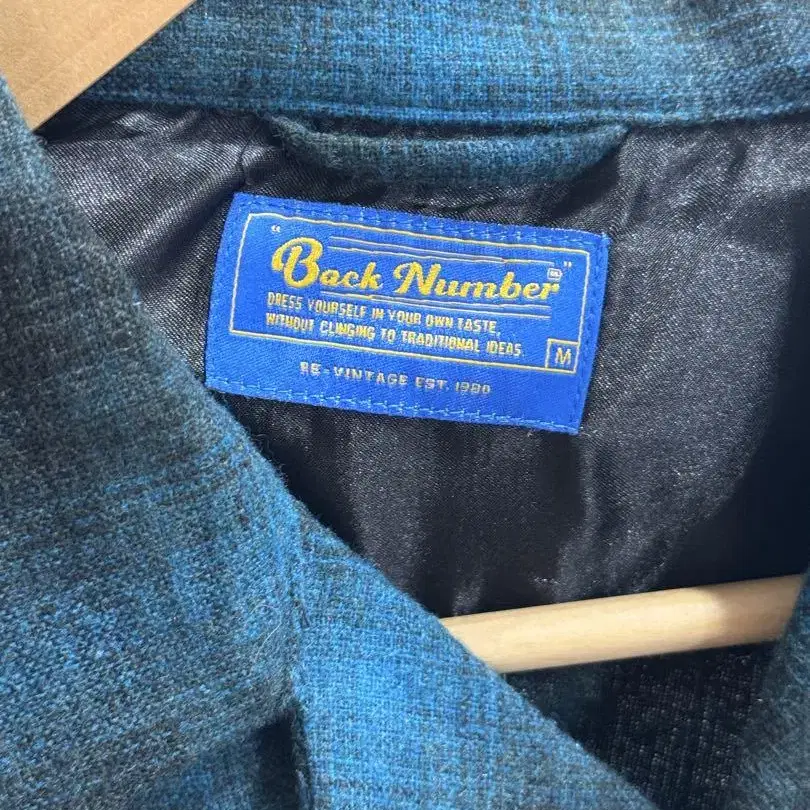 "Back Number"
DRESS YOURSELF IN YOUR OWN TASTE,
WITHOUT CLINGING TO TRADITIONAL IDEAS.
M
RE-VINTAGE EST. 1980